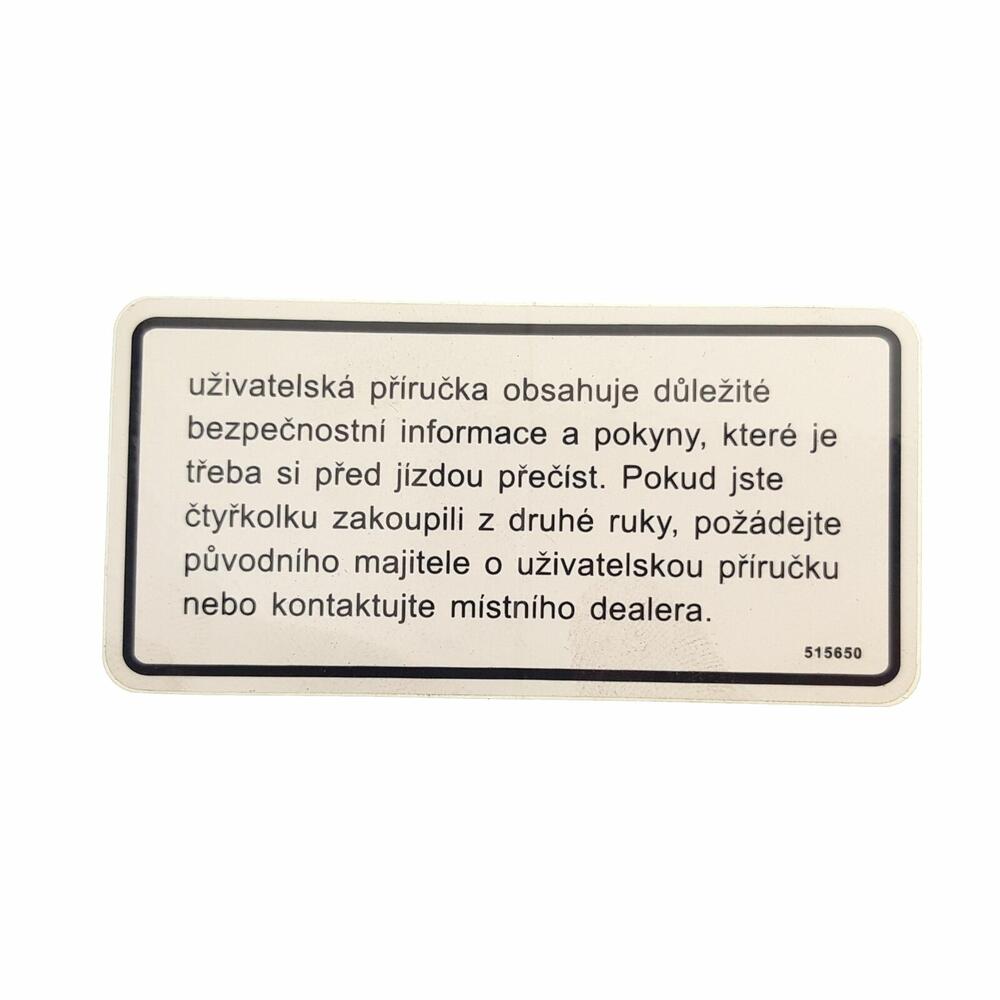 uživatelská příručka obsahuje důležité
bezpečnostní informace a pokyny, které je
třeba si před jízdou přečíst. Pokud jste
čtyřkolku zakoupili z druhé ruky, požádejte
původního majitele o uživatelskou příručku
nebo kontaktujte místního dealera.
515650